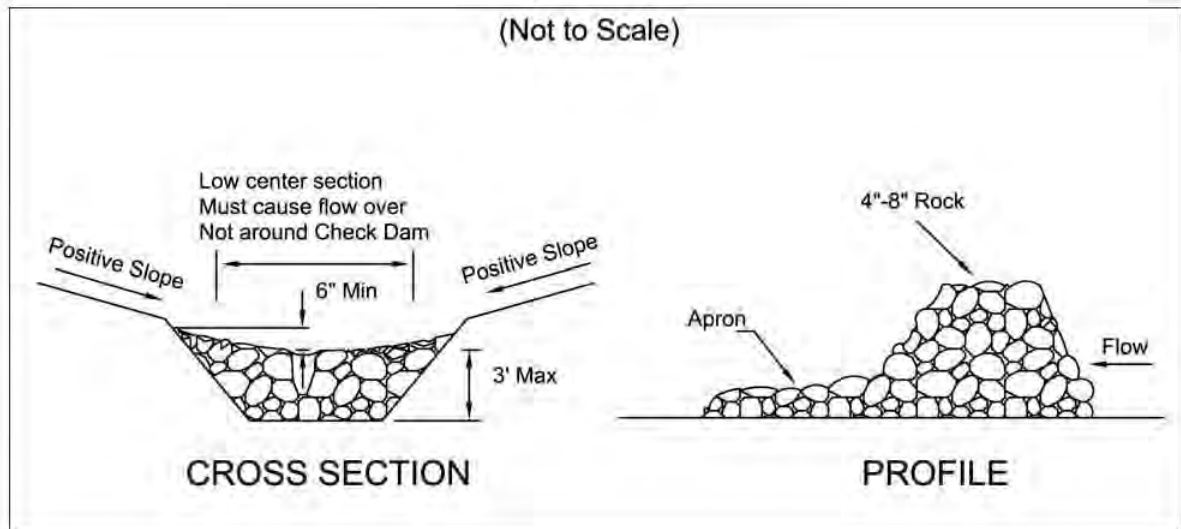 (Not to Scale)
Low center section
Must cause flow over
Not around Check Dam
Positive Slope
Positive Slope
6" Min
3' Max
CROSS SECTION
4"-8" Rock
Apron
Flow
PROFILE